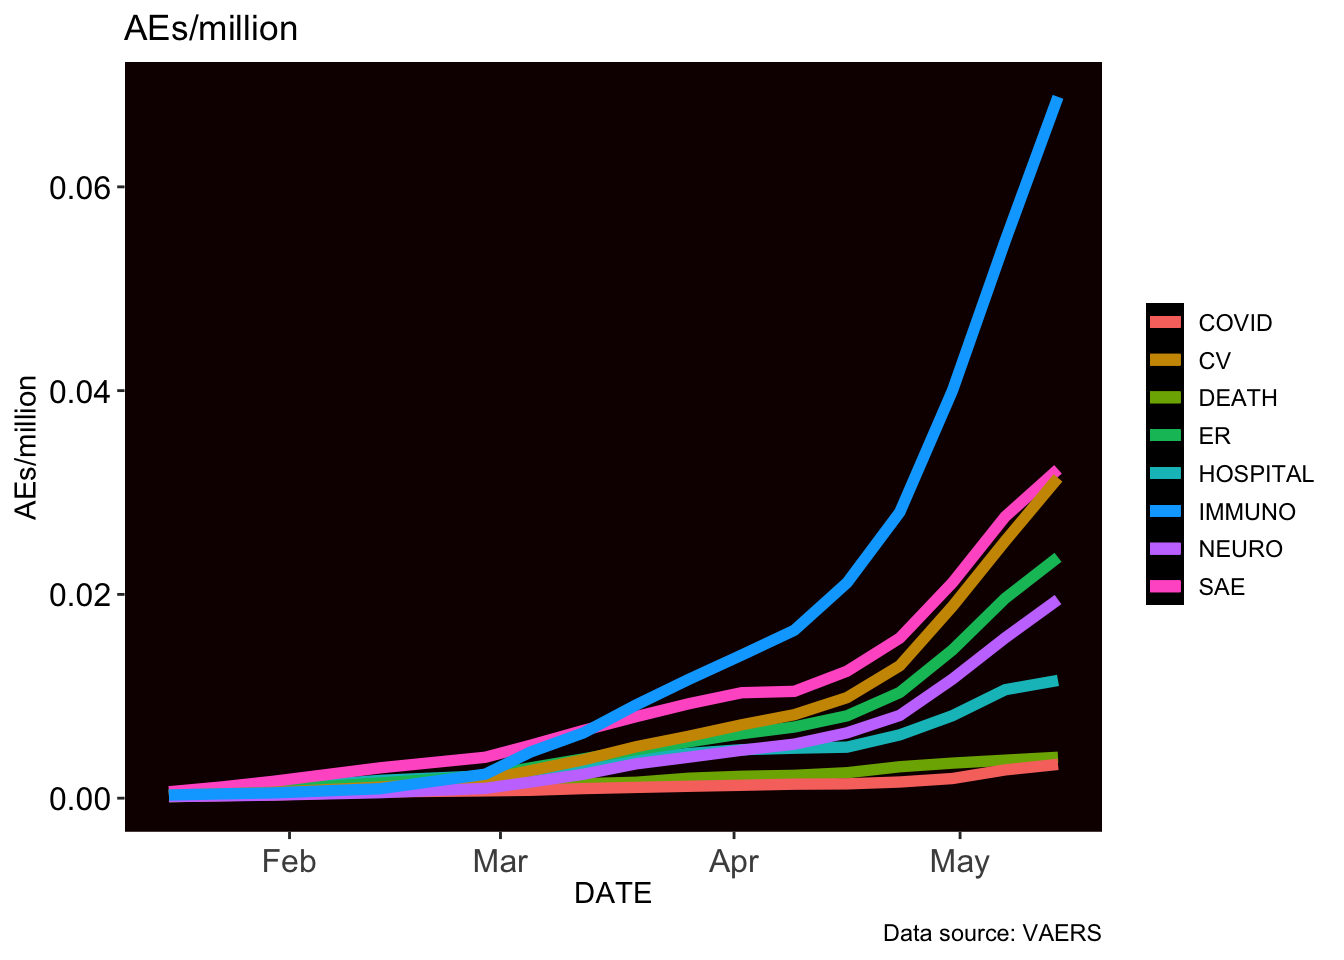 AEs/million
AEs/million
0.06
0.04
0.02
0.00
Feb
Mar
Apr
May
DATE
COVID
CV
DEATH
ER
HOSPITAL
IMMUNO
NEURO
SAE
Data source: VAERS